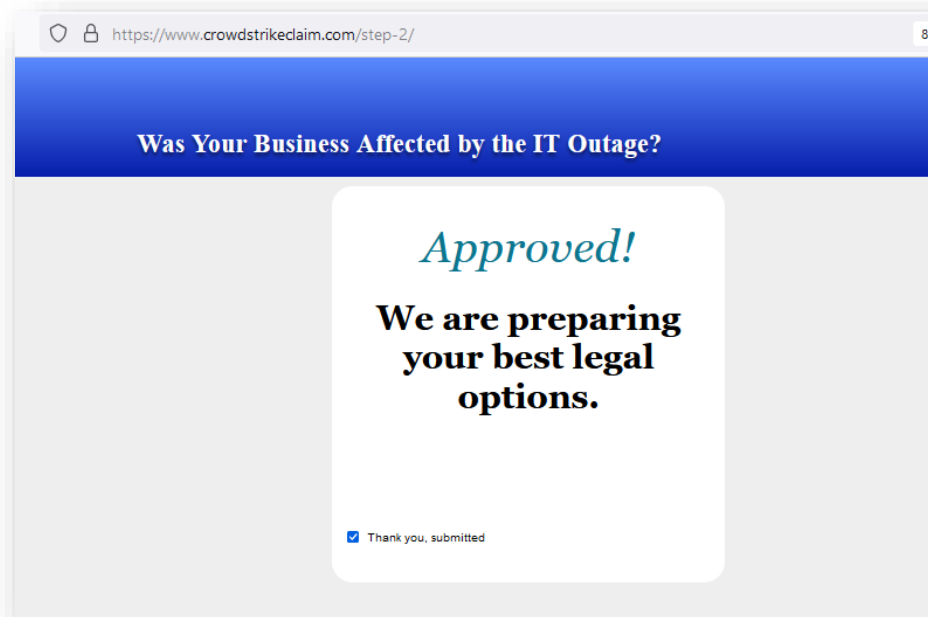 https://www.crowdstrikeclaim.com/step-2/
8
Was Your Business Affected by the IT Outage?
Approved!
We are preparing
your best legal
options.
Thank you, submitted